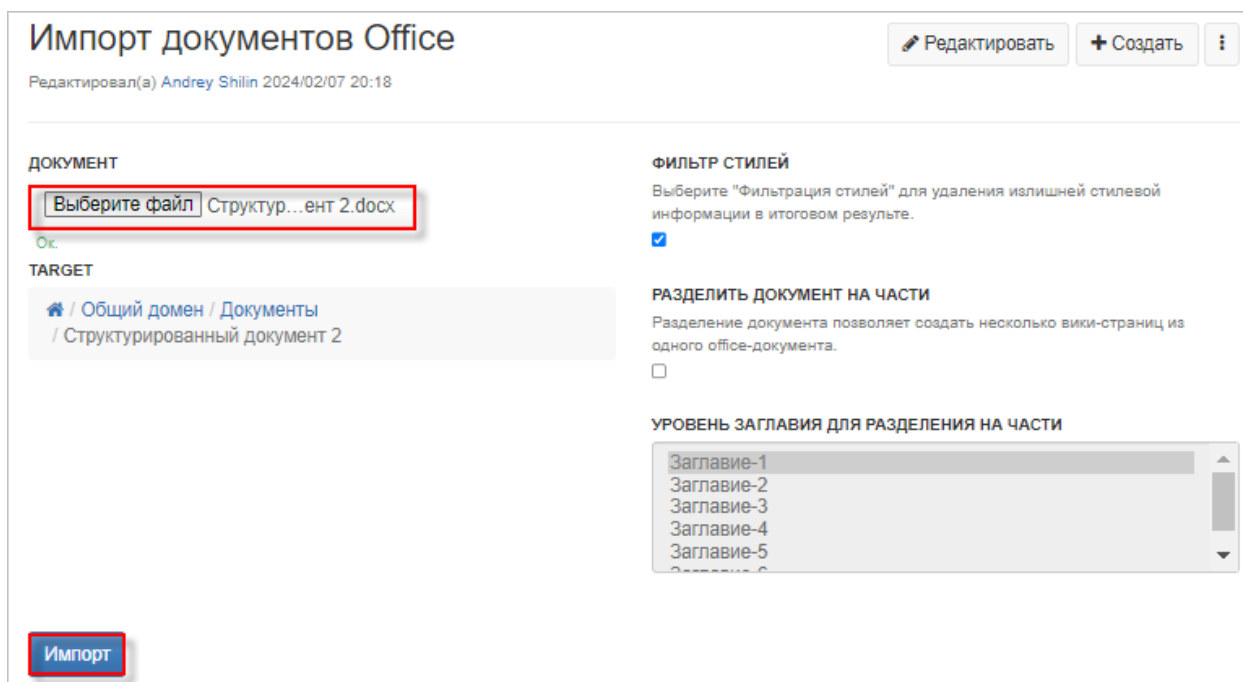 Импорт документов Office
Редактировать
+ Создать
Редактировал(а) Andrey Shilin 2024/02/07 20:18
ДОКУМЕНТ
Выберите файл Структур...ент 2.docx
Ок.
TARGET
/ Общий домен / Документы
/ Структурированный документ 2
ФИЛЬТР СТИЛЕЙ
Выберите "Фильтрация стилей" для удаления излишней стилевой
информации в итоговом результе.
РАЗДЕЛИТЬ ДОКУМЕНТ НА ЧАСТИ
Разделение документа позволяет создать несколько вики-страниц из
одного office-документа.
УРОВЕНЬ ЗАГЛАВИЯ ДЛЯ РАЗДЕЛЕНИЯ НА ЧАСТИ
Заглавие-1
Заглавие-2
Заглавие-3
Заглавие-4
Заглавие-5
Импорт